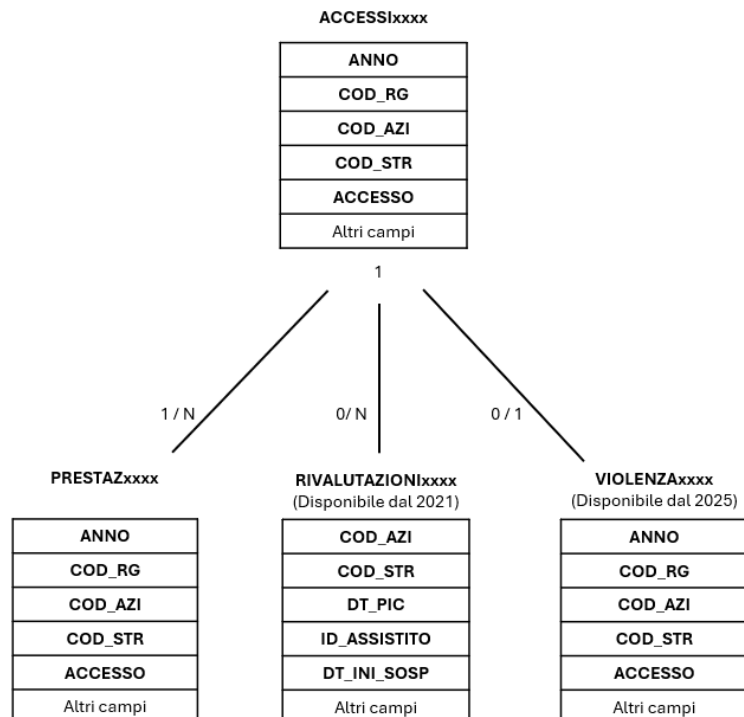 ACCESSIxxxx
ANNO
COD_RG
COD_AZI
COD_STR
ACCESSO
Altri campi
1
1 / N
0/ N
0 / 1
PRESTAZxxxx
ANNO
COD_RG
COD_AZI
COD_STR
ACCESSO
Altri campi
RIVALUTAZIONIxxxx
(Disponibile dal 2021)
COD_AZI
COD_STR
DT_PIC
ID_ASSISTITO
DT_INI_SOSP
Altri campi
VIOLENZAxxxx
(Disponibile dal 2025)
ANNO
COD_RG
COD_AZI
COD_STR
ACCESSO
Altri campi